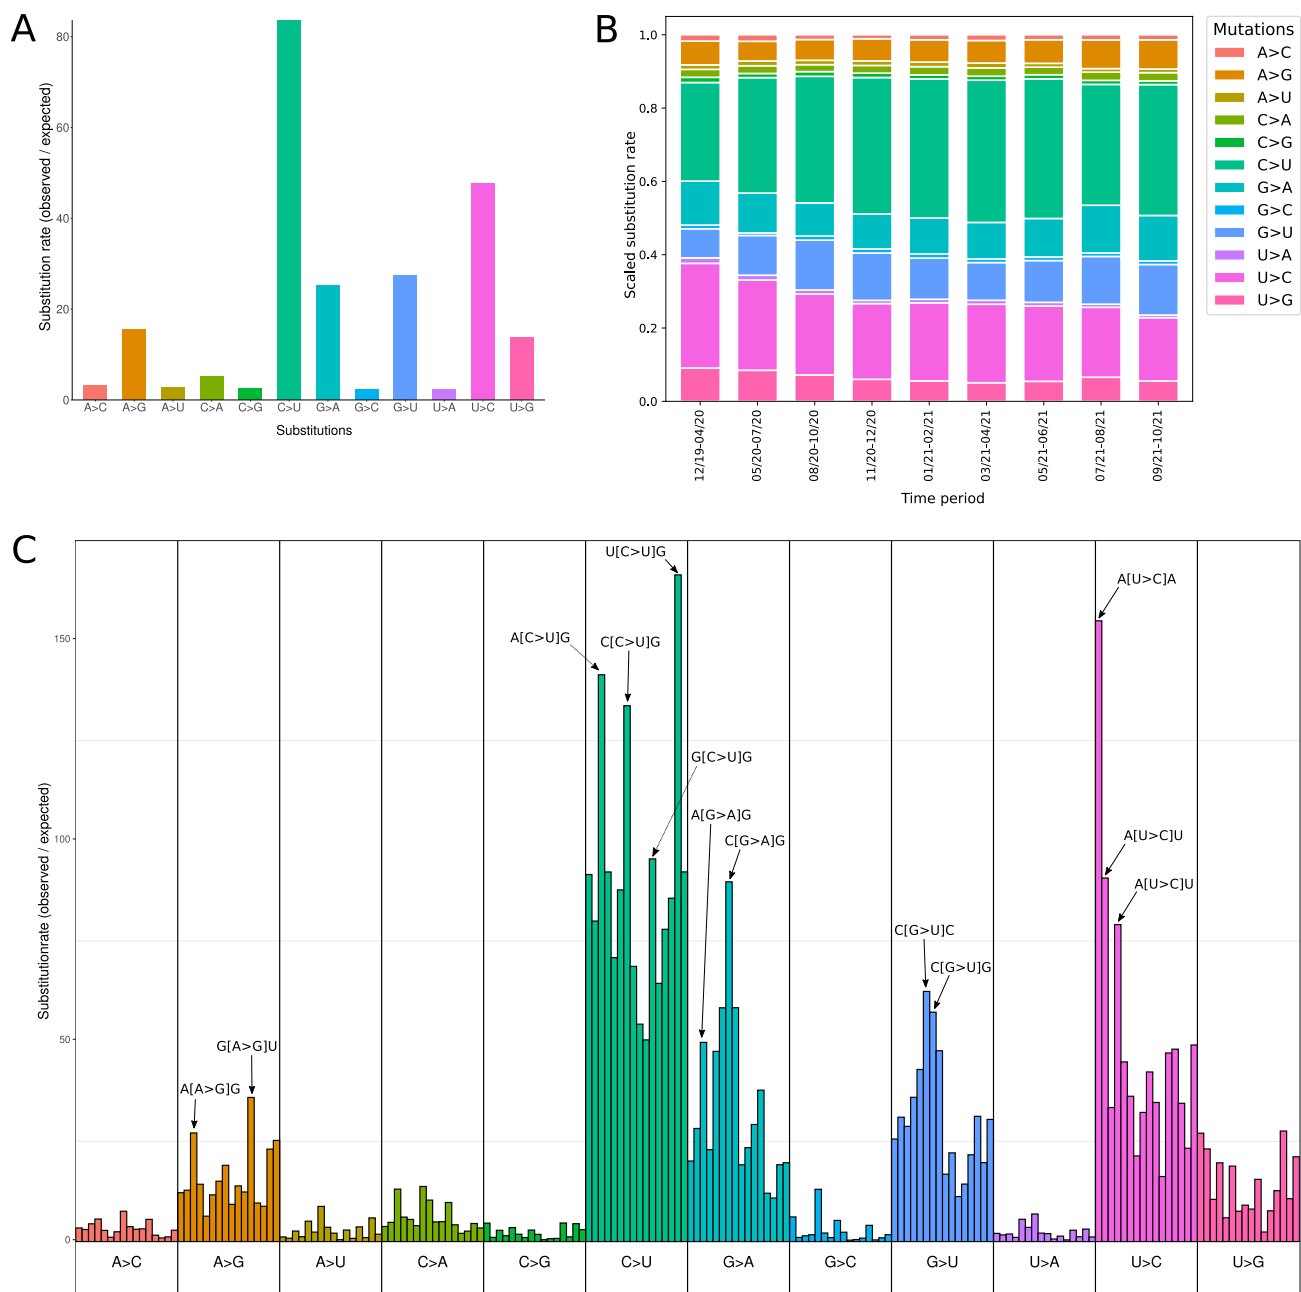 A
Substitution rate (observed / expected)
80
60
40
20
0
A>C A>G A>U C>A C>G C>U G>A G>C G>U U>A U>C U>G
Substitutions
B
Scaled substitution rate
1.0
0.8
0.6
0.4
0.2
0.0
12/19-04/20
05/20-07/20
08/20-10/20
11/20-12/20
01/21-02/21
03/21-04/21
05/21-06/21
07/21-08/21
09/21-10/21
Time period
Mutations
A>C
A>G
A>U
C>A
C>G
C>U
G>A
G>C
G>U
U>A
U>C
U>G
C
Substitutionrate (observed / expected)
150
100
50
0
A[A>G]G
G[A>G]U
A[C>U]G
C[C>U]G
U[C>U]G
G[C>U]G
A[G>A]G
C[G>A]G
C[G>U]C
C[G>U]G
A[U>C]A
A[U>C]U
A[U>C]U
A>C A>G A>U C>A C>G C>U G>A G>C G>U U>A U>C U>G